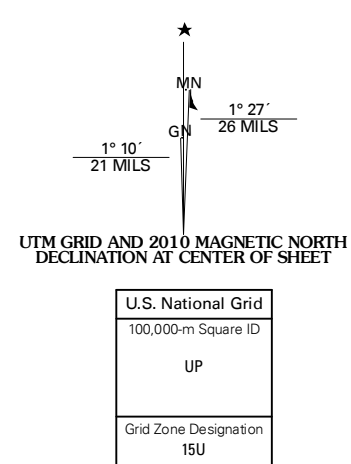 MN
GN
1° 27´
26 MILS
1° 10´
21 MILS
UTM GRID AND 2010 MAGNETIC NORTH
DECLINATION AT CENTER OF SHEET
U.S. National Grid
100,000-m Square ID
UP
Grid Zone Designation
15U